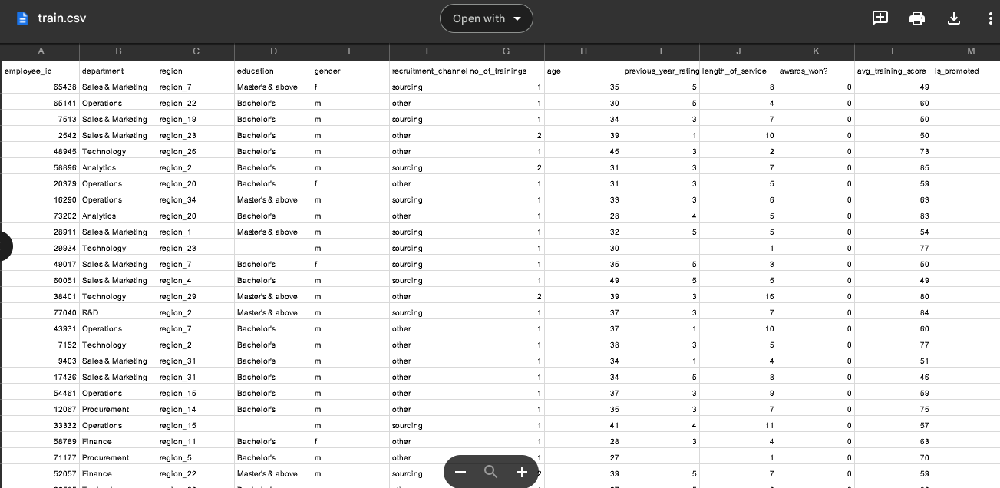 train.csv
Open with
A B C D E F G H I J K L M
employee_id department region education gender recruitment_channe no_of_trainings age previous_year_rating length_of_service awards_won? avg_training_score is_promoted
65438 Sales & Marketing region_7 Master's & above f sourcing 1 35 5 8 0 49
65141 Operations region_22 Bachelor's m other 1 30 5 4 0 60
7513 Sales & Marketing region_19 Bachelor's m sourcing 1 34 3 7 0 50
2542 Sales & Marketing region_23 Bachelor's m other 2 39 1 10 0 50
48945 Technology region_26 Bachelor's m other 1 45 3 2 0 73
58896 Analytics region_2 Bachelor's m sourcing 2 31 3 7 0 85
20379 Operations region_20 Bachelor's f other 1 31 3 5 0 59
16290 Operations region_34 Master's & above m sourcing 1 33 3 6 0 63
73202 Analytics region_20 Bachelor's m other 1 28 4 5 0 83
28911 Sales & Marketing region_1 Master's & above m sourcing 1 32 5 5 0 54
29934 Technology region_23 m sourcing 1 30 1 0 77
49017 Sales & Marketing region_7 Bachelor's f sourcing 1 35 5 3 0 50
60051 Sales & Marketing region_4 Bachelor's m sourcing 1 49 5 5 0 49
38401 Technology region_29 Master's & above m other 2 39 3 16 0 80
77040 R&D region_2 Master's & above m sourcing 1 37 3 7 0 84
43931 Operations region_7 Bachelor's m other 1 37 1 10 0 60
7152 Technology region_2 Bachelor's m other 1 38 3 5 0 77
9403 Sales & Marketing region_31 Bachelor's m other 1 34 1 4 0 51
17436 Sales & Marketing region_31 Bachelor's m other 1 34 5 8 0 46
54461 Operations region_15 Bachelor's m other 1 37 3 9 0 59
12067 Procurement region_14 Bachelor's m other 1 35 3 7 0 75
33332 Operations region_15 m sourcing 1 41 4 11 0 57
58789 Finance region_11 Bachelor's f other 1 28 3 4 0 63
71177 Procurement region_5 Bachelor's m other 1 27 1 0 70
52057 Finance region_22 Master's & above m sourcing 2 39 5 7 0 59